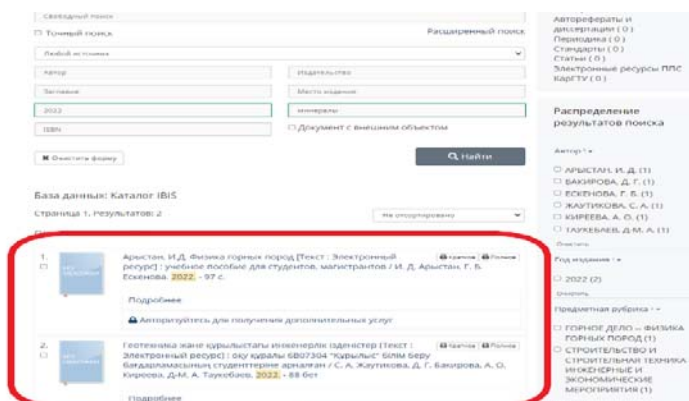 Свободный поиск
Точный поиск
Расширенный поиск
Любой источник
Автор
Издательство
Заглавие
Место издания
2022
минералы
ISBN
Документ с внешним объектом
Очистить форму
Найти
База данных: Каталог IBIS
Страница 1, Результатов: 2
Не отсортировано
1.
Арыстан, И.Д. Физика горных пород [Текст : Электронный
ресурс] : учебное пособие для студентов, магистрантов / И. Д. Арыстан, Г. Б.
Ескенова. 2022. - 97 с.
Краткое
Полное
Подробнее
Авторизуйтесь для получения дополнительных услуг
2.
Геотехника және құрылыстағы инженерлік ізденістер [Текст :
Электронный ресурс] : оқу құралы 6B07304 "Құрылыс" білім беру
бағдарламасының студенттеріне арналған / С. А. Жаутикова, Д. Г. Бакирова, А. О.
Киреева, Д-М. А. Таукебаев, 2022. - 88 бет
Краткое
Полное
Подробнее
Авторефераты и
диссертации ( 0 )
Периодика ( 0 )
Стандарты ( 0 )
Статьи ( 0 )
Электронные ресурсы ППС
КарГТУ ( 0 )
Распределение
результатов поиска
Автор
АРЫСТАН, И. Д. (1)
БАКИРОВА, Д. Г. (1)
ЕСКЕНОВА, Г. Б. (1)
ЖАУТИКОВА, С. А. (1)
КИРЕЕВА, А. О. (1)
ТАУКЕБАЕВ, Д-М. А. (1)
Очистить
Год издания
2022 (2)
Очистить
Предметная рубрика
ГОРНОЕ ДЕЛО -- ФИЗИКА
ГОРНЫХ ПОРОД (1)
СТРОИТЕЛЬСТВО И
СТРОИТЕЛЬНАЯ ТЕХНИКА
ИНЖЕНЕРНЫЕ И
ЭКОНОМИЧЕСКИЕ
МЕРОПРИЯТИЯ (1)